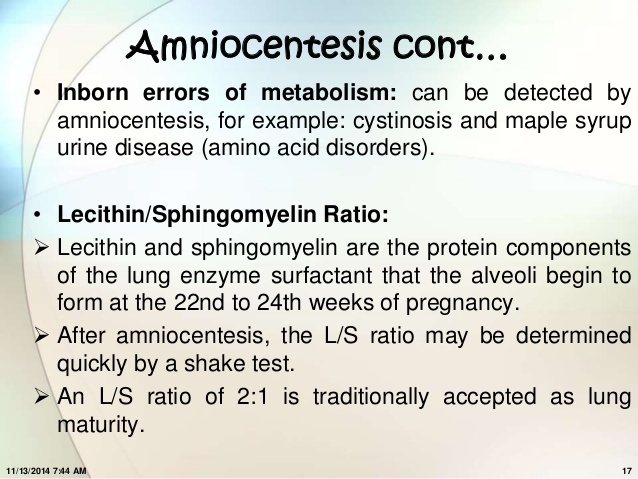 Amniocentesis cont...
• Inborn errors of metabolism: can be detected by
amniocentesis, for example: cystinosis and maple syrup
urine disease (amino acid disorders).
• Lecithin/Sphingomyelin Ratio:
➢ Lecithin and sphingomyelin are the protein components
of the lung enzyme surfactant that the alveoli begin to
form at the 22nd to 24th weeks of pregnancy.
➢ After amniocentesis, the L/S ratio may be determined
quickly by a shake test.
➢ An L/S ratio of 2:1 is traditionally accepted as lung
maturity.
11/13/2014 7:44 AM 17